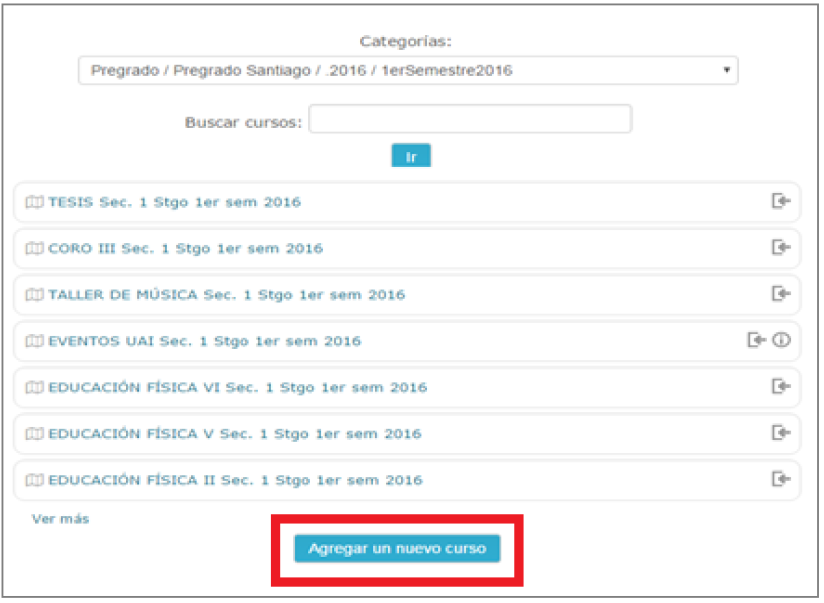 Categorías:
Pregrado / Pregrado Santiago / .2016 / 1erSemestre2016
Buscar cursos:
Ir
TESIS Sec. 1 Stgo 1er sem 2016
CORO III Sec. 1 Stgo 1er sem 2016
TALLER DE MÚSICA Sec. 1 Stgo 1er sem 2016
EVENTOS UAI Sec. 1 Stgo 1er sem 2016
EDUCACIÓN FÍSICA VI Sec. 1 Stgo 1er sem 2016
EDUCACIÓN FÍSICA V Sec. 1 Stgo 1er sem 2016
EDUCACIÓN FÍSICA II Sec. 1 Stgo 1er sem 2016
Ver más
Agregar un nuevo curso